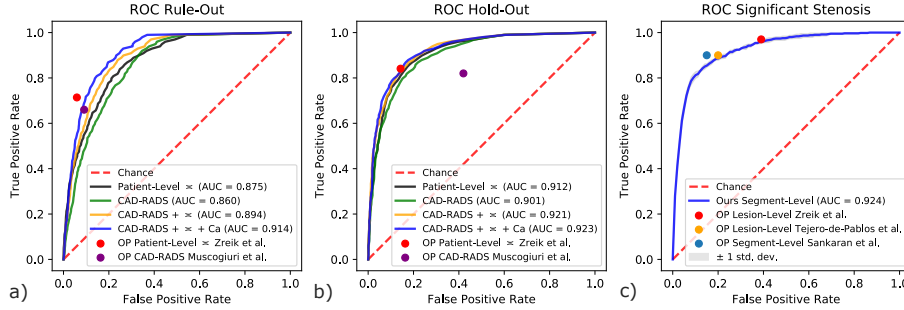 ROC Rule-Out
True Positive Rate
1.0
0.8
0.6
0.4
0.2
0.0
Chance
Patient-Level ≍ (AUC = 0.875)
CAD-RADS (AUC = 0.860)
CAD-RADS + ≍ (AUC = 0.894)
CAD-RADS + ≍ + Ca (AUC = 0.914)
OP Patient-Level ≍ Zreik et al.
OP CAD-RADS Muscogiuri et al.
0.0 0.2 0.4 0.6 0.8 1.0
False Positive Rate
a)
ROC Hold-Out
True Positive Rate
1.0
0.8
0.6
0.4
0.2
0.0
Chance
Patient-Level ≍ (AUC = 0.912)
CAD-RADS (AUC = 0.901)
CAD-RADS + ≍ (AUC = 0.921)
CAD-RADS + ≍ + Ca (AUC = 0.923)
OP Patient-Level ≍ Zreik et al.
OP CAD-RADS Muscogiuri et al.
0.0 0.2 0.4 0.6 0.8 1.0
False Positive Rate
b)
ROC Significant Stenosis
True Positive Rate
1.0
0.8
0.6
0.4
0.2
0.0
Chance
Ours Segment-Level (AUC = 0.924)
OP Lesion-Level Zreik et al.
OP Lesion-Level Tejero-de-Pablos et al.
OP Segment-Level Sankaran et al.
± 1 std. dev.
0.0 0.2 0.4 0.6 0.8 1.0
False Positive Rate
c)